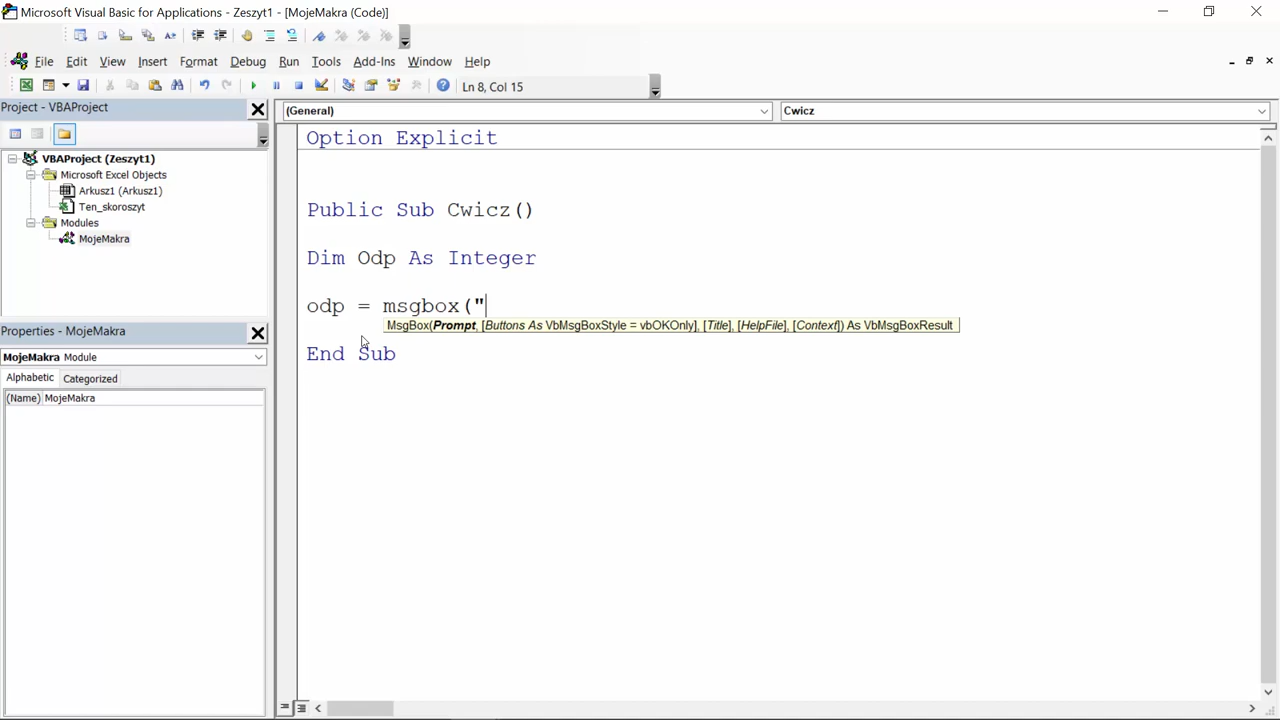 Microsoft Visual Basic for Applications - Zeszyt1 - [MojeMakra (Code)]
File Edit View Insert Format Debug Run Tools Add-Ins Window Help
Ln 8, Col 15
Project - VBAProject
VBAProject (Zeszyt1)
Microsoft Excel Objects
Arkusz1 (Arkusz1)
Ten_skoroszyt
Modules
MojeMakra
Properties - MojeMakra
MojeMakra Module
Alphabetic Categorized
(Name) MojeMakra
(General) Cwicz
Option Explicit
Public Sub Cwicz()
Dim Odp As Integer
odp = msgbox("
MsgBox(Prompt, [Buttons As VbMsgBoxStyle = vbOKOnly], [Title], [HelpFile], [Context]) As VbMsgBoxResult
End Sub